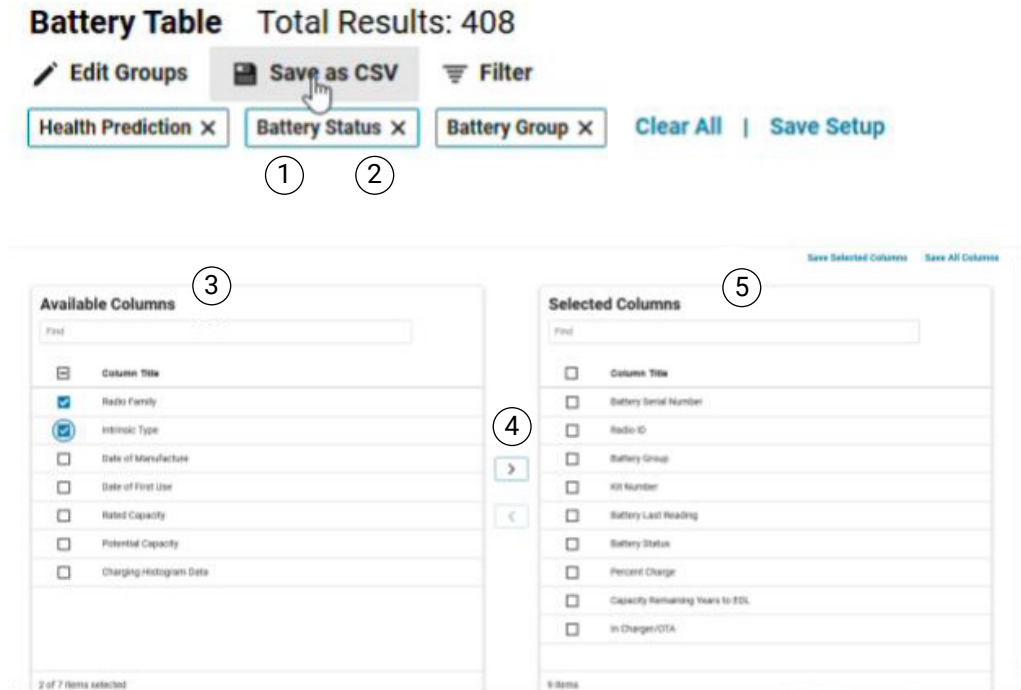 Battery Table Total Results: 408
Edit Groups Save as CSV Filter
Health Prediction × Battery Status × Battery Group × Clear All | Save Setup
1 2
Save Selected Columns Save All Columns
3 5
Available Columns Selected Columns
Find Find
Column Title Column Title
Radio Family Battery Serial Number
4
Intrinsic Type Radio ID
Date of Manufacture Battery Group
Date of First Use Kit Number
Rated Capacity Battery Last Reading
Potential Capacity Battery Status
Charging Histogram Data Percent Charge
Capacity Remaining Years to EOL
In Charger/OTA
2 of 7 items selected 9 items